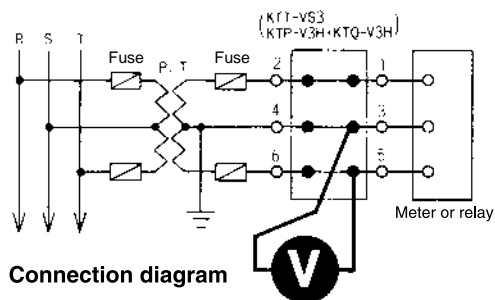 (KTT-VS3
KTP-V3H・KTQ-V3H)
R S T
Fuse P. T Fuse 2 1
4 3
6 5
Meter or relay
V
Connection diagram